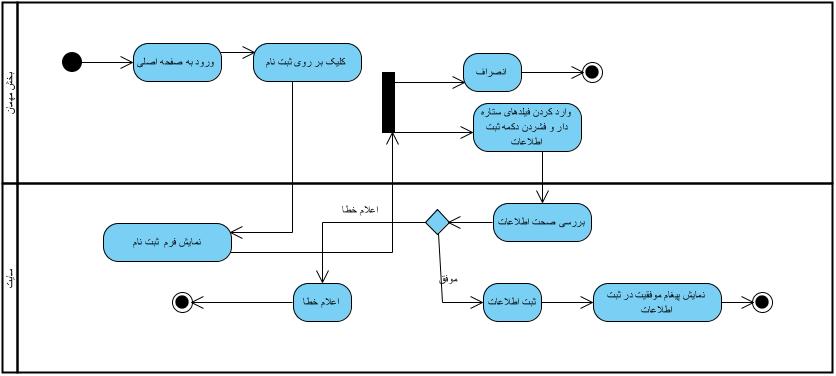 بخش مهمان
ورود به صفحه اصلی
کلیک بر روی ثبت نام
انصراف
وارد کردن فیلدهای ستاره
دار و فشردن دکمه ثبت
اطلاعات
سایت
نمایش فرم ثبت نام
اعلام خطا
بررسی صحت اطلاعات
موفق
اعلام خطا
ثبت اطلاعات
نمایش پیغام موفقیت در ثبت
اطلاعات